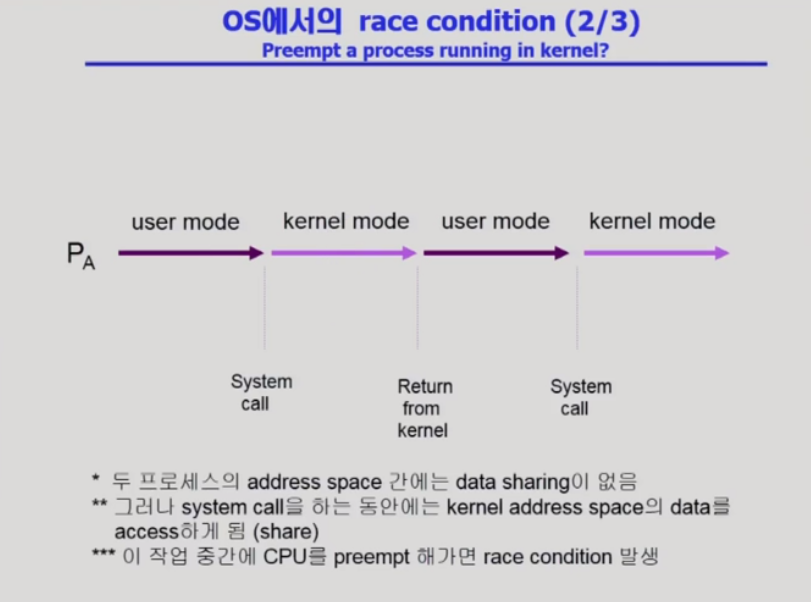 OS에서의 race condition (2/3)
Preempt a process running in kernel?
user mode kernel mode user mode kernel mode
PA
System call
Return from kernel
System call
* 두 프로세스의 address space 간에는 data sharing이 없음
** 그러나 system call을 하는 동안에는 kernel address space의 data를
access하게 됨 (share)
*** 이 작업 중간에 CPU를 preempt 해가면 race condition 발생